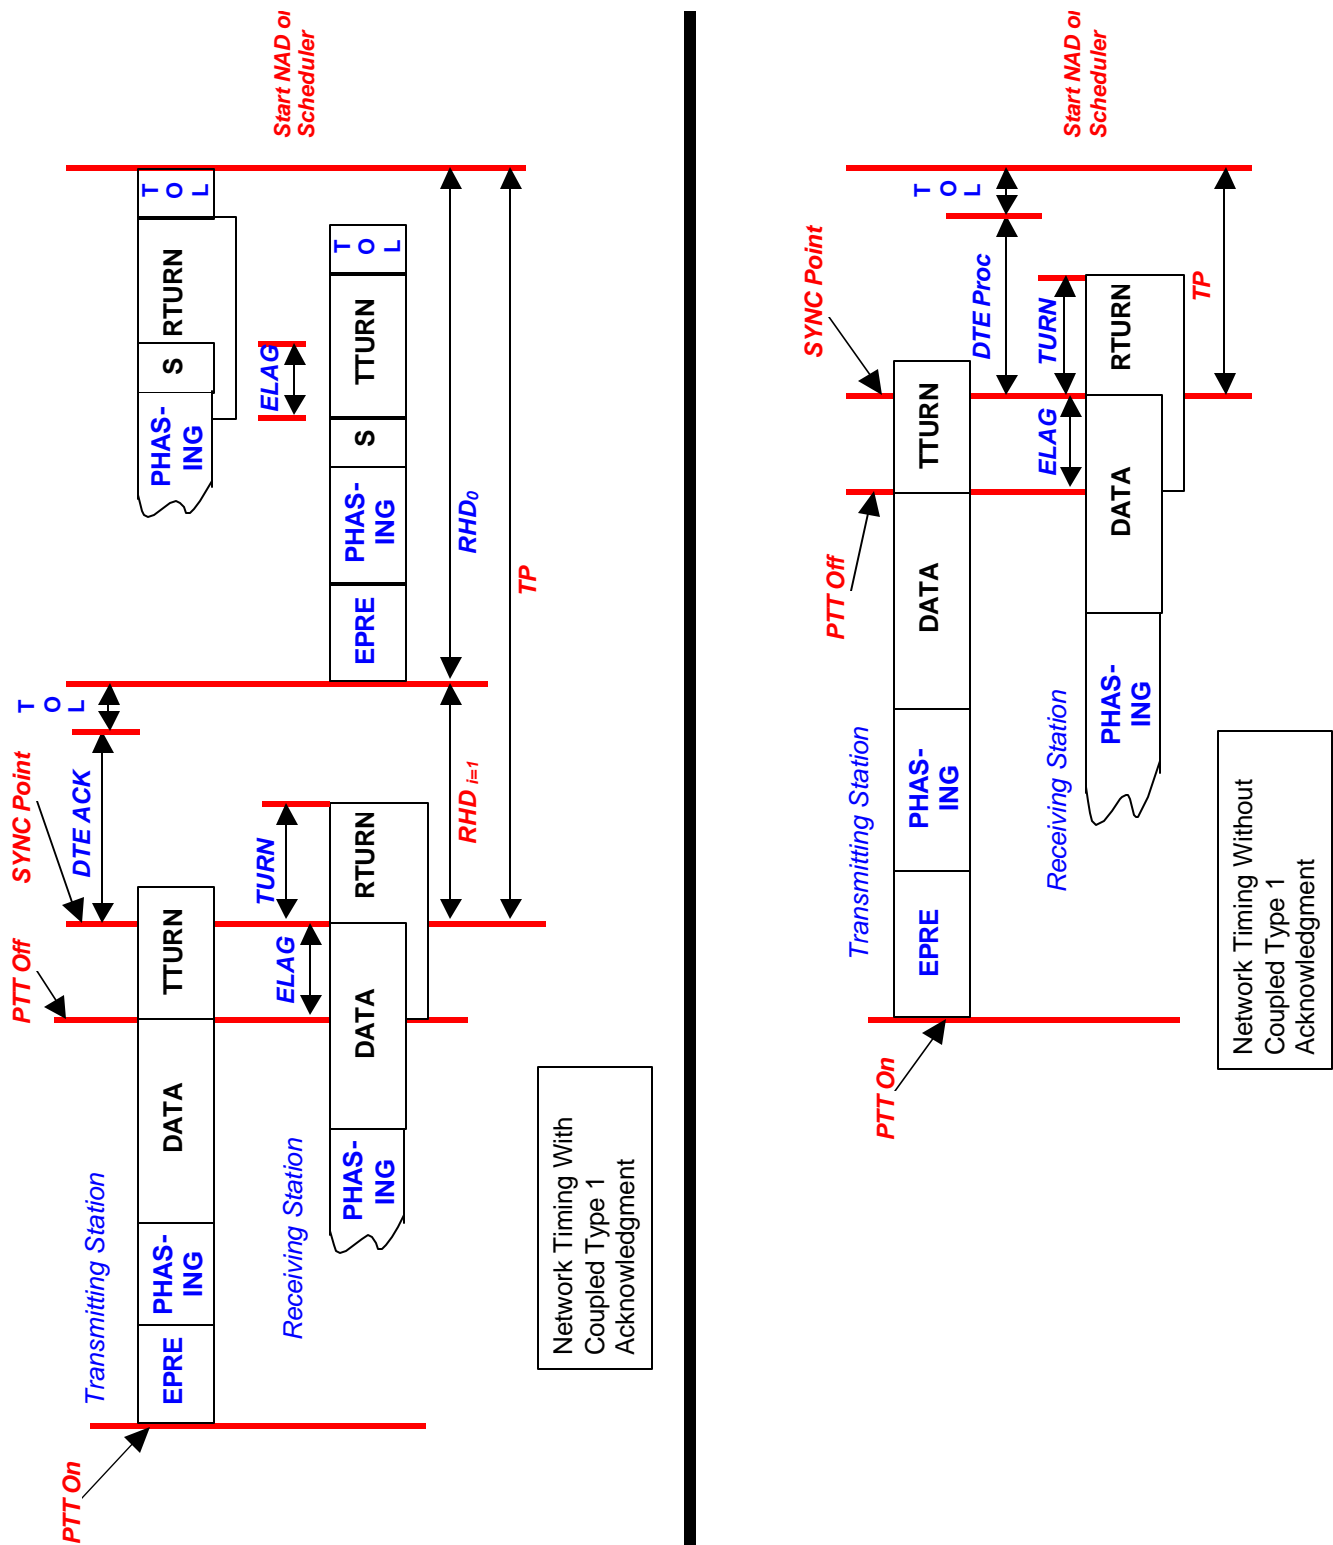 PTT On
PTT Off
SYNC Point
DTE ACK
T
O
L
Transmitting Station
EPRE
PHAS-
ING
DATA
TTURN
PHAS-
ING
S
RTURN
T
O
L
Receiving Station
ELAG
TURN
ELAG
Start NAD or
Scheduler
PHAS-
ING
DATA
RTURN
EPRE
PHAS-
ING
S
TTURN
T
O
L
RHD i=1
RHD0
TP
Network Timing With
Coupled Type 1
Acknowledgment
PTT On
PTT Off
SYNC Point
Transmitting Station
EPRE
PHAS-
ING
DATA
TTURN
DTE Proc
T
O
L
Receiving Station
ELAG
TURN
Start NAD or
Scheduler
PHAS-
ING
DATA
RTURN
TP
Network Timing Without
Coupled Type 1
Acknowledgment